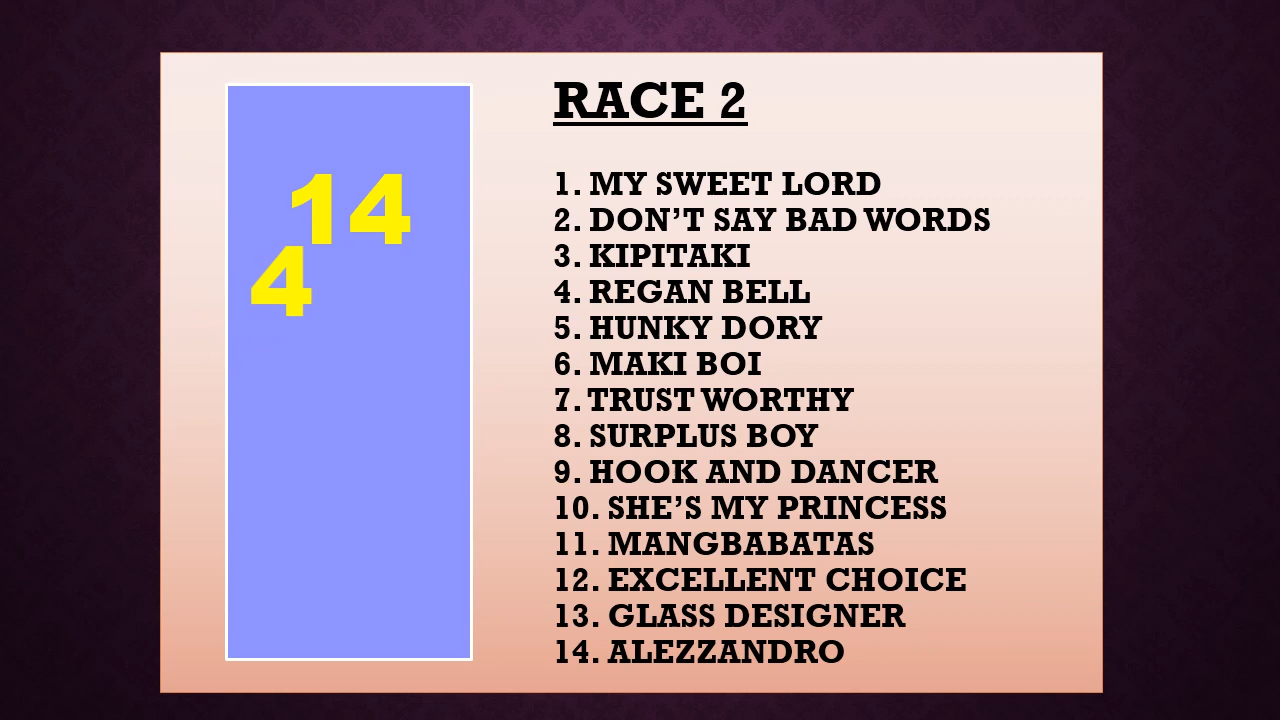 14
4
RACE 2
1. MY SWEET LORD
2. DON’T SAY BAD WORDS
3. KIPITAKI
4. REGAN BELL
5. HUNKY DORY
6. MAKI BOI
7. TRUST WORTHY
8. SURPLUS BOY
9. HOOK AND DANCER
10. SHE’S MY PRINCESS
11. MANGBABATAS
12. EXCELLENT CHOICE
13. GLASS DESIGNER
14. ALEZZANDRO